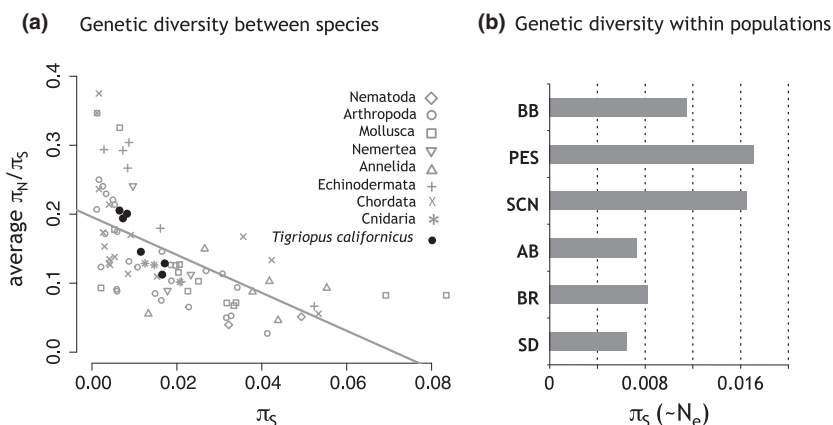 (a) Genetic diversity between species
average πN/πS
0.4
0.3
0.2
0.1
0.0
Nematoda
Arthropoda
Mollusca
Nemertea
Annelida
Echinodermata
Chordata
Cnidaria
Tigriopus californicus
0.00 0.02 0.04 0.06 0.08
πS
(b) Genetic diversity within populations
BB
PES
SCN
AB
BR
SD
0 0.008 0.016
πS (~Ne)